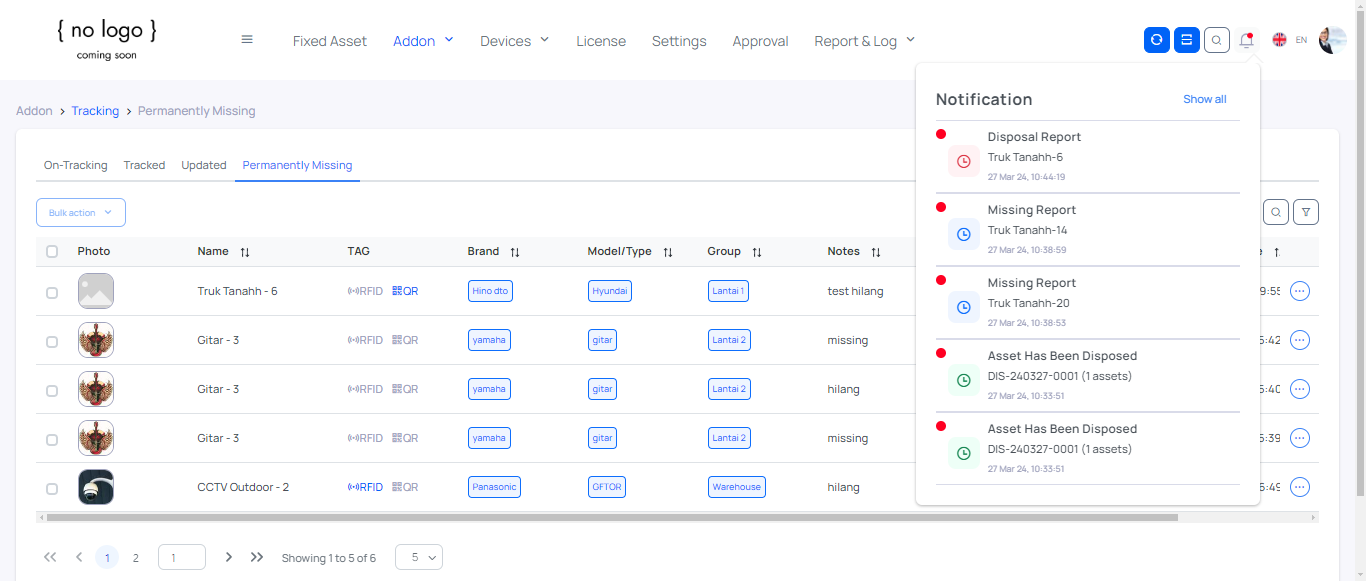 { no logo }
coming soon
Fixed Asset
Addon
Devices
License
Settings
Approval
Report & Log
EN
Addon > Tracking > Permanently Missing
On-Tracking
Tracked
Updated
Permanently Missing
Bulk action
Photo
Name
TAG
Brand
Model/Type
Group
Notes
Truk Tanahh - 6
RFID
QR
Hino dto
Hyundai
Lantai 1
test hilang
9:55
Gitar - 3
RFID
QR
yamaha
gitar
Lantai 2
missing
5:42
Gitar - 3
RFID
QR
yamaha
gitar
Lantai 2
hilang
5:40
Gitar - 3
RFID
QR
yamaha
gitar
Lantai 2
missing
5:39
CCTV Outdoor - 2
RFID
QR
Panasonic
GFTOR
Warehouse
hilang
5:49
1
2
1
Showing 1 to 5 of 6
5
Notification
Show all
Disposal Report
Truk Tanahh-6
27 Mar 24, 10:44:19
Missing Report
Truk Tanahh-14
27 Mar 24, 10:38:59
Missing Report
Truk Tanahh-20
27 Mar 24, 10:38:53
Asset Has Been Disposed
DIS-240327-0001 (1 assets)
27 Mar 24, 10:33:51
Asset Has Been Disposed
DIS-240327-0001 (1 assets)
27 Mar 24, 10:33:51